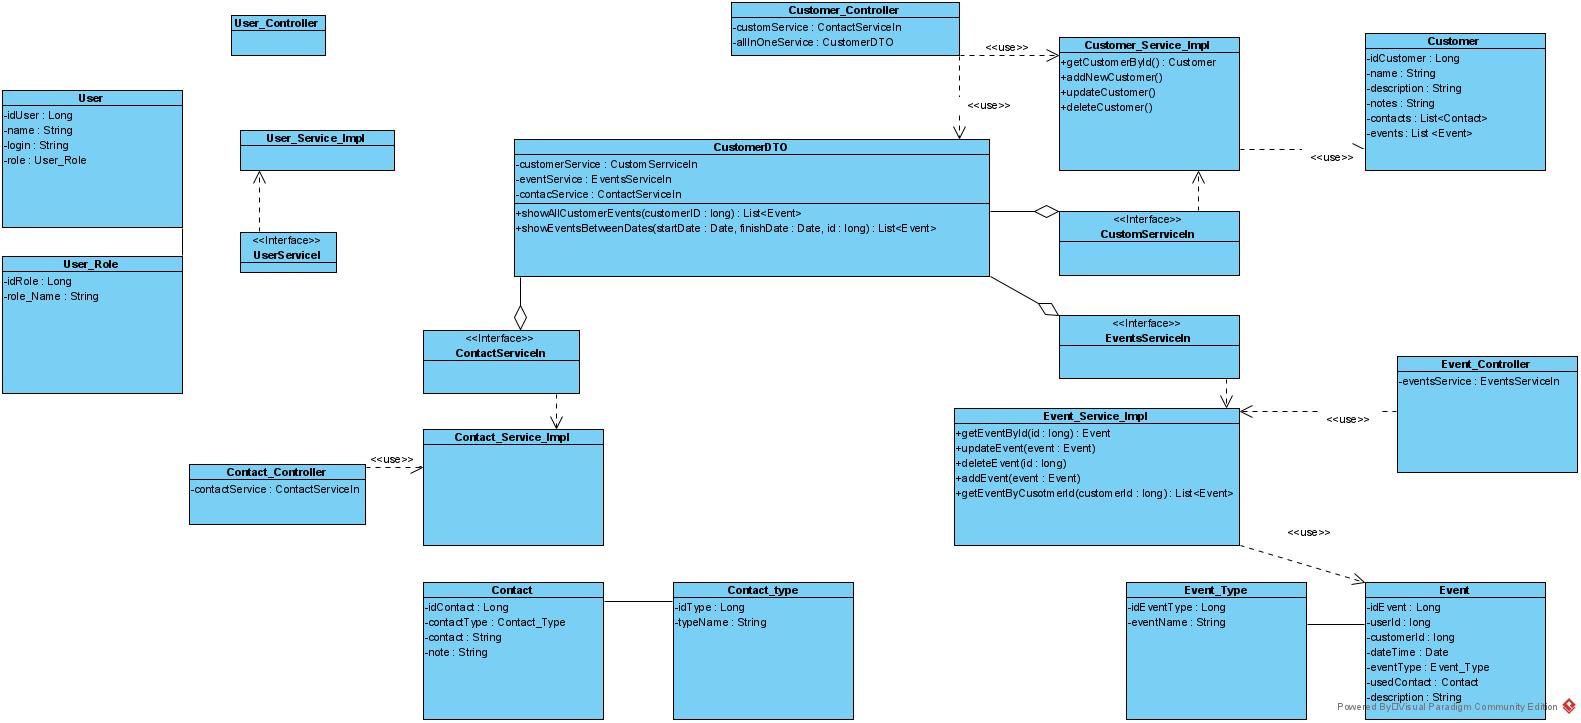 User_Controller
Customer_Controller
-customService : ContactServiceIn
-allInOneService : CustomerDTO
<<use>>
<<use>>
Customer_Service_Impl
+getCustomerById() : Customer
+addNewCustomer()
+updateCustomer()
+deleteCustomer()
<<use>>
Customer
-idCustomer : Long
-name : String
-description : String
-notes : String
-contacts : List<Contact>
-events : List <Event>
User
-idUser : Long
-name : String
-login : String
-role : User_Role
User_Service_Impl
<<Interface>>
UserServiceI
User_Role
-idRole : Long
-role_Name : String
CustomerDTO
-customerService : CustomSerrviceIn
-eventService : EventsServiceIn
-contacService : ContactServiceIn
+showAllCustomerEvents(customerID : long) : List<Event>
+showEventsBetweenDates(startDate : Date, finishDate : Date, id : long) : List<Event>
<<Interface>>
CustomSerrviceIn
<<Interface>>
EventsServiceIn
<<Interface>>
ContactServiceIn
Event_Controller
-eventsService : EventsServiceIn
<<use>>
Event_Service_Impl
+getEventById(id : long) : Event
+updateEvent(event : Event)
+deleteEvent(id : long)
+addEvent(event : Event)
+getEventByCusotmerId(customerId : long) : List<Event>
<<use>>
Contact_Service_Impl
<<use>>
Contact_Controller
-contactService : ContactServiceIn
Contact
-idContact : Long
-contactType : Contact_Type
-contact : String
-note : String
Contact_type
-idType : Long
-typeName : String
Event_Type
-idEventType : Long
-eventName : String
Event
-idEvent : Long
-userId : long
-customerId : long
-dateTime : Date
-eventType : Event_Type
-usedContact : Contact
-description : String
Powered By Visual Paradigm Community Edition